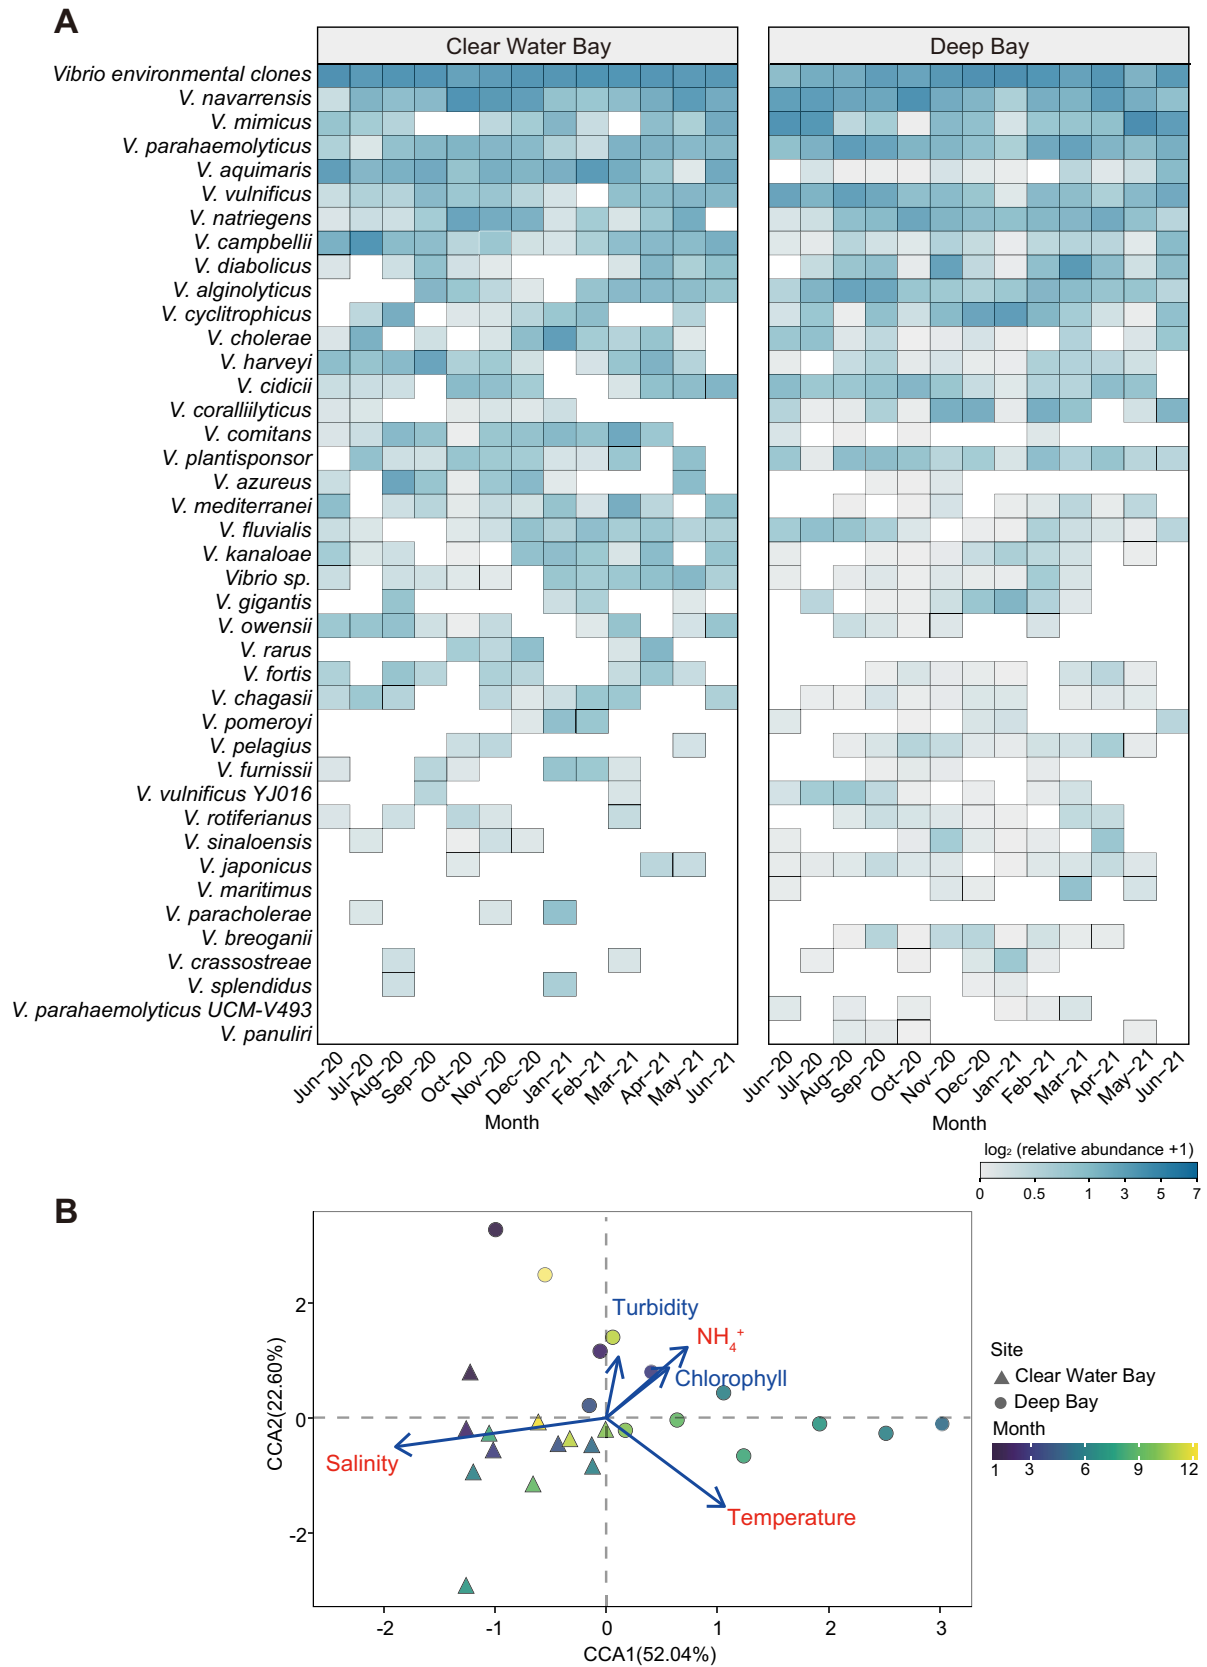 A
Clear Water Bay
Deep Bay
Vibrio environmental clones
V. navarrensis
V. mimicus
V. parahaemolyticus
V. aquimaris
V. vulnificus
V. natriegens
V. campbellii
V. diabolicus
V. alginolyticus
V. cyclitrophicus
V. cholerae
V. harveyi
V. cidicii
V. coralliilyticus
V. comitans
V. plantisponsor
V. azureus
V. mediterranei
V. fluvialis
V. kanaloae
Vibrio sp.
V. gigantis
V. owensii
V. rarus
V. fortis
V. chagasii
V. pomeroyi
V. pelagius
V. furnissii
V. vulnificus YJ016
V. rotiferianus
V. sinaloensis
V. japonicus
V. maritimus
V. paracholerae
V. breoganii
V. crassostreae
V. splendidus
V. parahaemolyticus UCM-V493
V. panuliri
Jun−20 Jul−20 Aug−20 Sep−20 Oct−20 Nov−20 Dec−20 Jan−21 Feb−21 Mar−21 Apr−21 May−21 Jun−21
Jun−20 Jul−20 Aug−20 Sep−20 Oct−20 Nov−20 Dec−20 Jan−21 Feb−21 Mar−21 Apr−21 May−21 Jun−21
Month
Month
log₂ (relative abundance +1)
0 0.5 1 3 5 7
B
CCA2(22.60%)
2
0
-2
Turbidity
NH₄⁺
Chlorophyll
Salinity
Temperature
-2 -1 0 1 2 3
CCA1(52.04%)
Site
Clear Water Bay
Deep Bay
Month
1 3 6 9 12